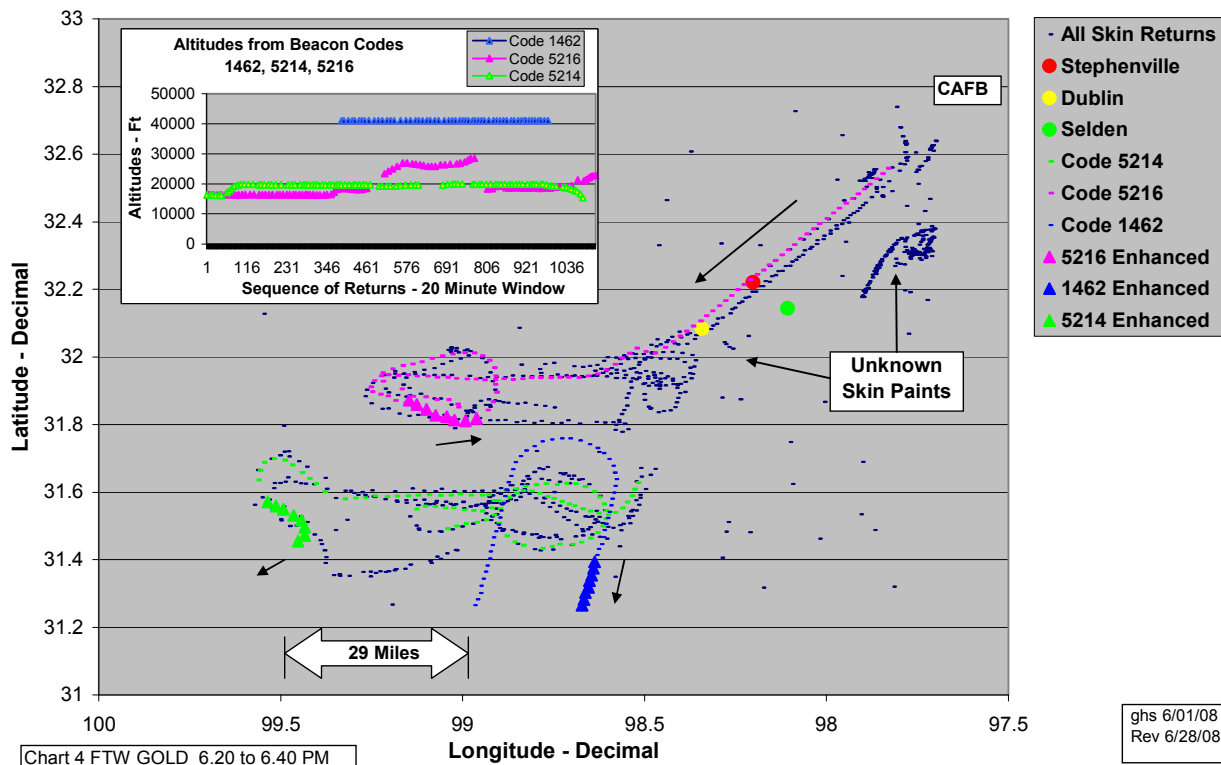 33
32.8
32.6
32.4
32.2
32
31.8
31.6
31.4
31.2
31
Latitude - Decimal
100
99.5
99
98.5
98
97.5
Longitude - Decimal
Altitudes from Beacon Codes
1462, 5214, 5216
Code 1462
Code 5216
Code 5214
50000
40000
30000
20000
10000
0
Altitudes - Ft
1 116 231 346 461 576 691 806 921 1036
Sequence of Returns - 20 Minute Window
CAFB
Unknown
Skin Paints
29 Miles
All Skin Returns
Stephenville
Dublin
Selden
Code 5214
Code 5216
Code 1462
5216 Enhanced
1462 Enhanced
5214 Enhanced
Chart 4 FTW GOLD 6.20 to 6.40 PM
ghs 6/01/08
Rev 6/28/08